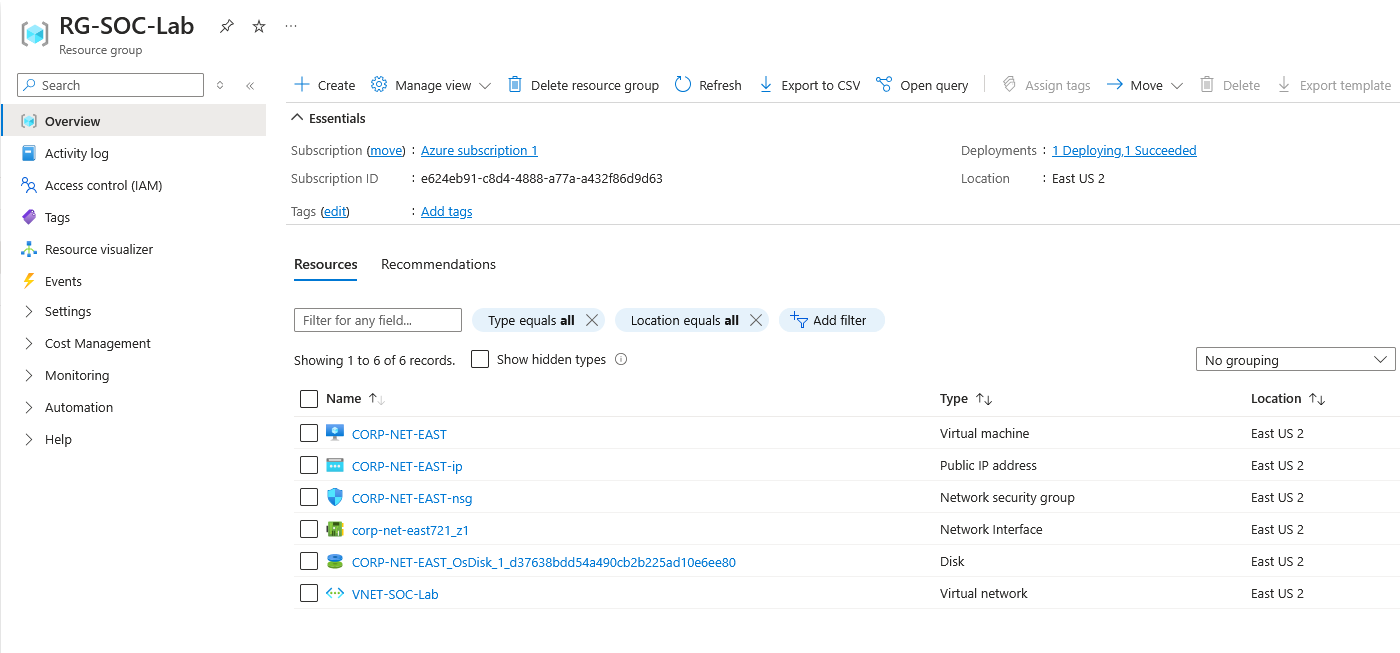 RG-SOC-Lab
Resource group
Search
Overview
Activity log
Access control (IAM)
Tags
Resource visualizer
Events
Settings
Cost Management
Monitoring
Automation
Help
Create Manage view Delete resource group Refresh Export to CSV Open query Assign tags Move Delete Export template
Essentials
Subscription (move) : Azure subscription 1
Subscription ID : e624eb91-c8d4-4888-a77a-a432f86d9d63
Tags (edit) : Add tags
Deployments : 1 Deploying,1 Succeeded
Location : East US 2
Resources Recommendations
Filter for any field... Type equals all Location equals all Add filter
Showing 1 to 6 of 6 records. Show hidden types No grouping
Name Type Location
CORP-NET-EAST Virtual machine East US 2
CORP-NET-EAST-ip Public IP address East US 2
CORP-NET-EAST-nsg Network security group East US 2
corp-net-east721_z1 Network Interface East US 2
CORP-NET-EAST_OsDisk_1_d37638bdd54a490cb2b225ad10e6ee80 Disk East US 2
VNET-SOC-Lab Virtual network East US 2